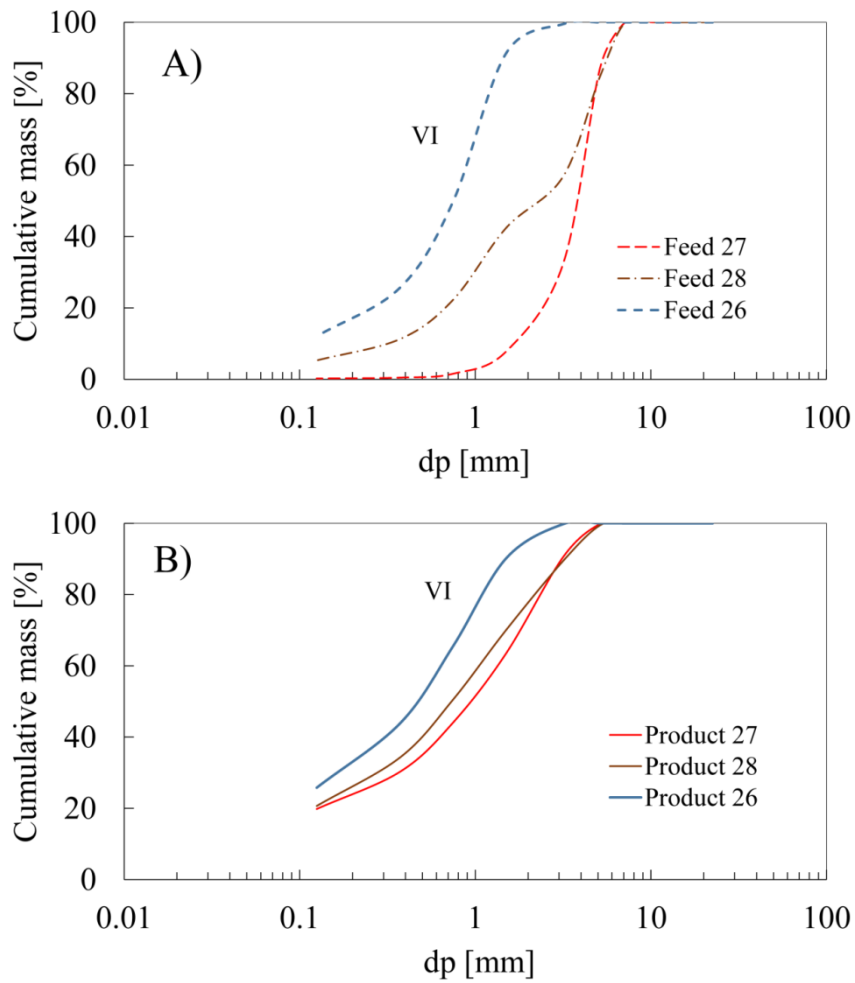 A)
Cumulative mass [%]
100
80
60
40
20
0
VI
Feed 27
Feed 28
Feed 26
0.01 0.1 1 10 100
dp [mm]
B)
Cumulative mass [%]
100
80
60
40
20
0
VI
Product 27
Product 28
Product 26
0.01 0.1 1 10 100
dp [mm]